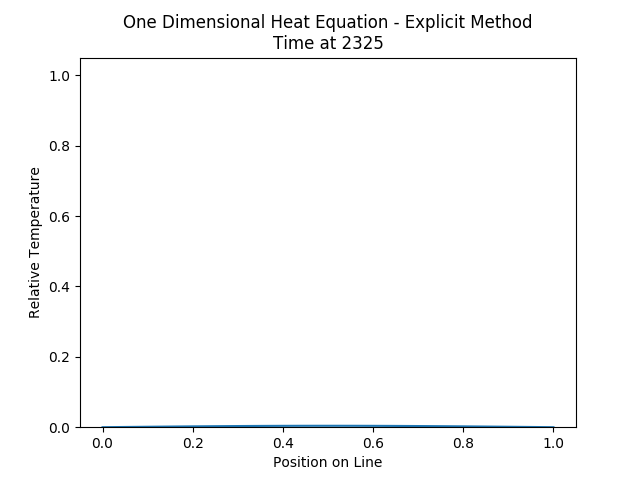 One Dimensional Heat Equation - Explicit Method
Time at 2325
1.0
0.8
0.6
0.4
0.2
0.0
Relative Temperature
0.0 0.2 0.4 0.6 0.8 1.0
Position on Line